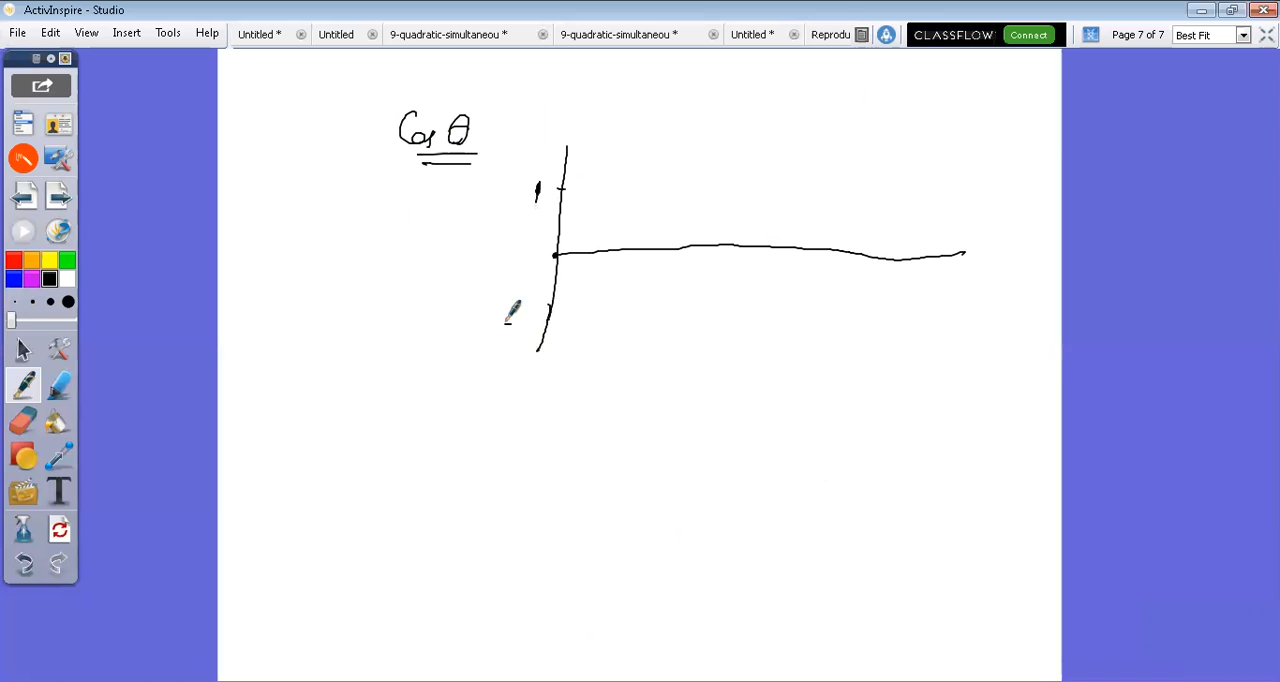 ActivInspire - Studio
File Edit View Insert Tools Help Untitled * Untitled 9-quadratic-simultaneou * 9-quadratic-simultaneou * Untitled * Reprodu CLASSFLOW Connect Page 7 of 7 Best Fit
Cos θ
1
-